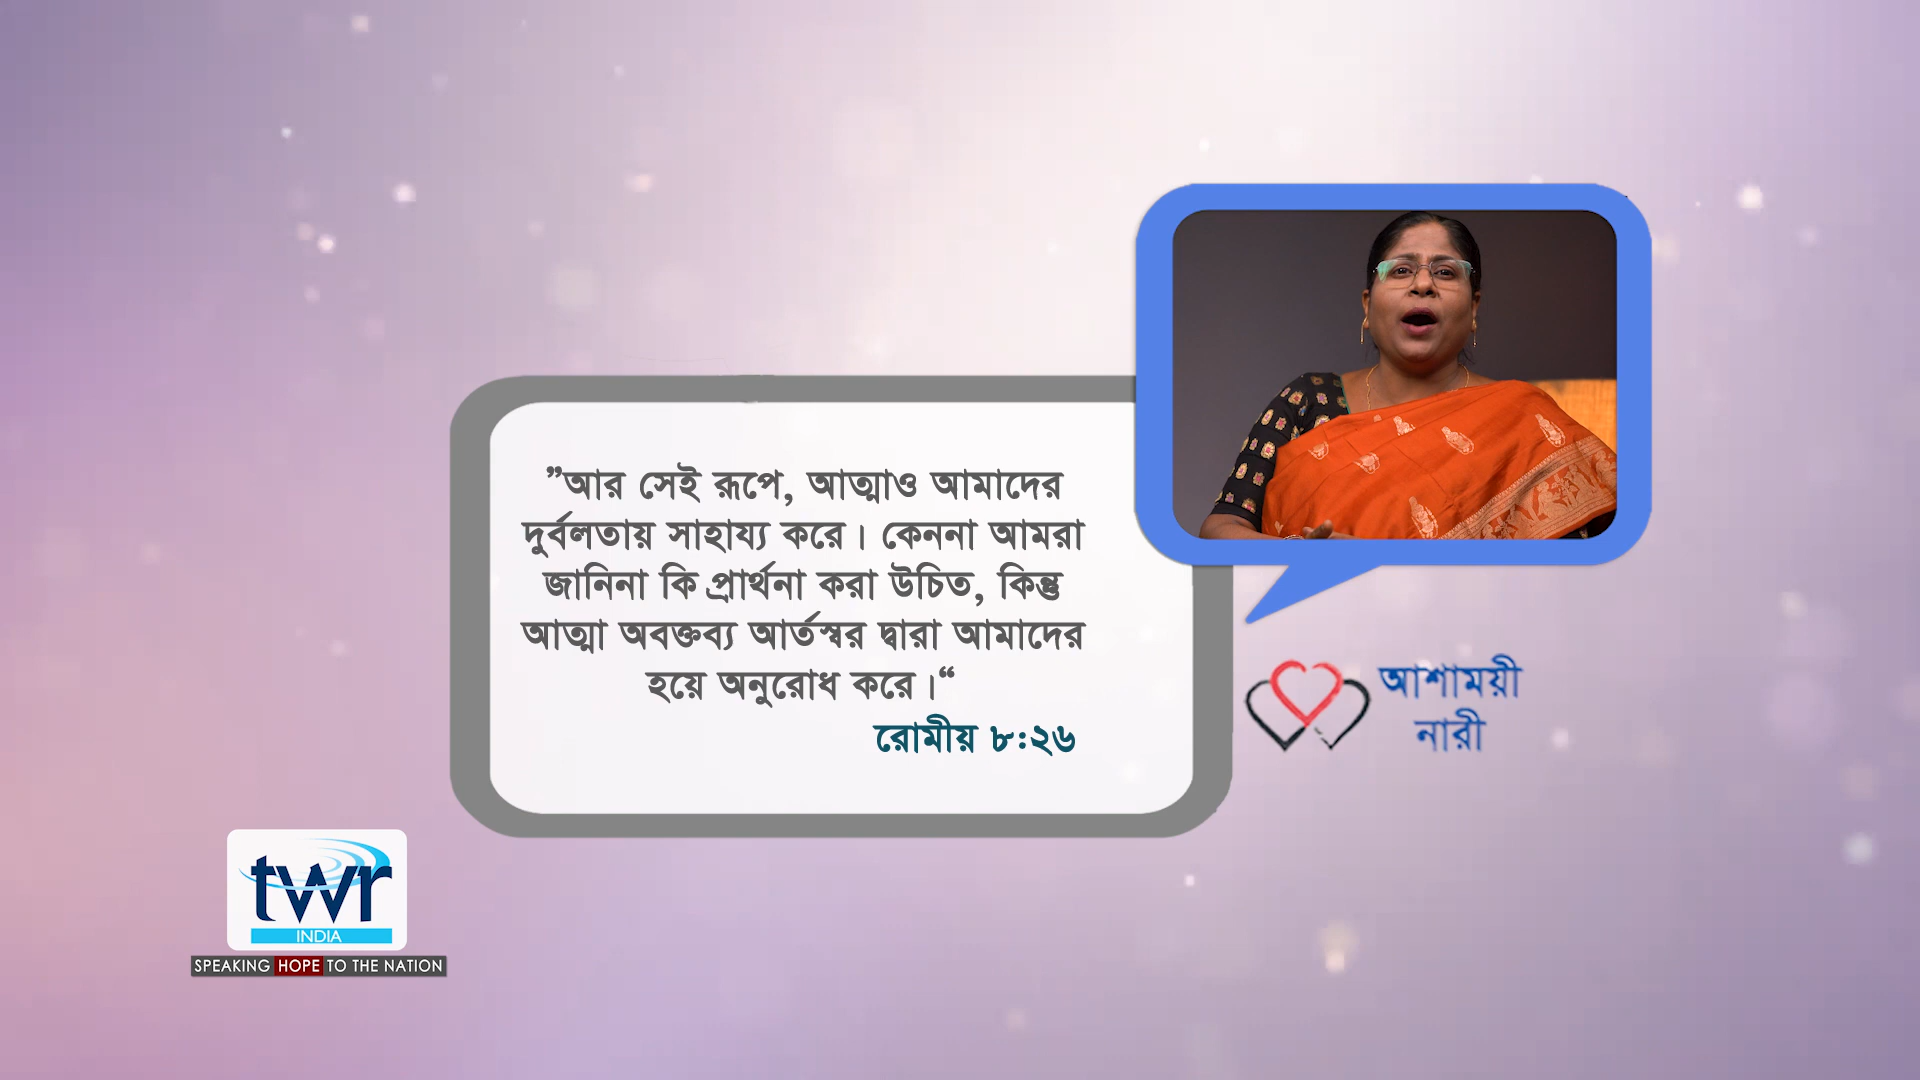 ”আর সেই রূপে, আত্মাও আমাদের
দুর্বলতায় সাহায্য করে। কেননা আমরা
জানিনা কি প্রার্থনা করা উচিত, কিন্তু
আত্মা অবক্তব্য আর্তস্বর দ্বারা আমাদের
হয়ে অনুরোধ করে।“
রোমীয় ৮:২৬
আশাময়ী
নারী
twr
INDIA
SPEAKING HOPE TO THE NATION